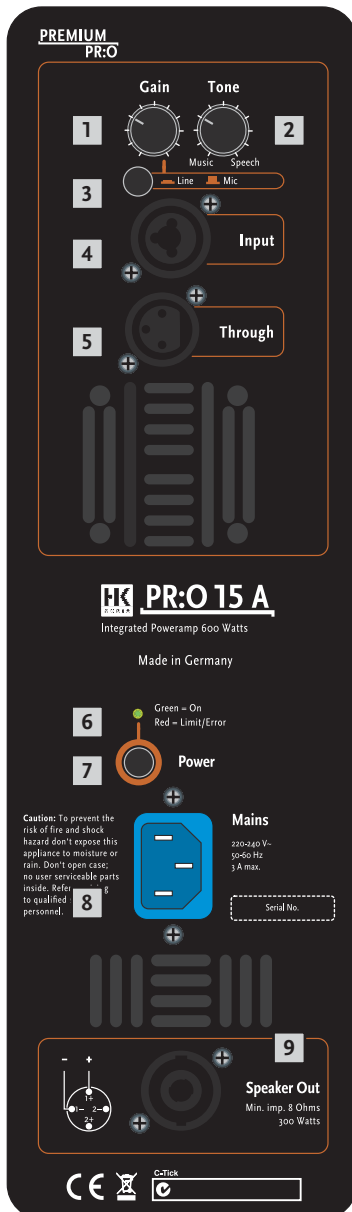 PREMIUM
PR:O
Gain Tone
1
2
Music Speech
3
Line Mic
4
Input
5
Through
HK
AUDIO
PR:O 15 A
Integrated Poweramp 600 Watts
Made in Germany
6
Green = On
Red = Limit/Error
7
Power
Caution: To prevent the
risk of fire and shock
hazard don't expose this
appliance to moisture or
rain. Don't open case;
no user serviceable parts
inside. Refer
to qualified
personnel.
8
Mains
220-240 V~
50-60 Hz
3 A max.
Serial No.
9
- +
1+
1- 2-
2+
Speaker Out
Min. imp. 8 Ohms
300 Watts
CE
C-Tick